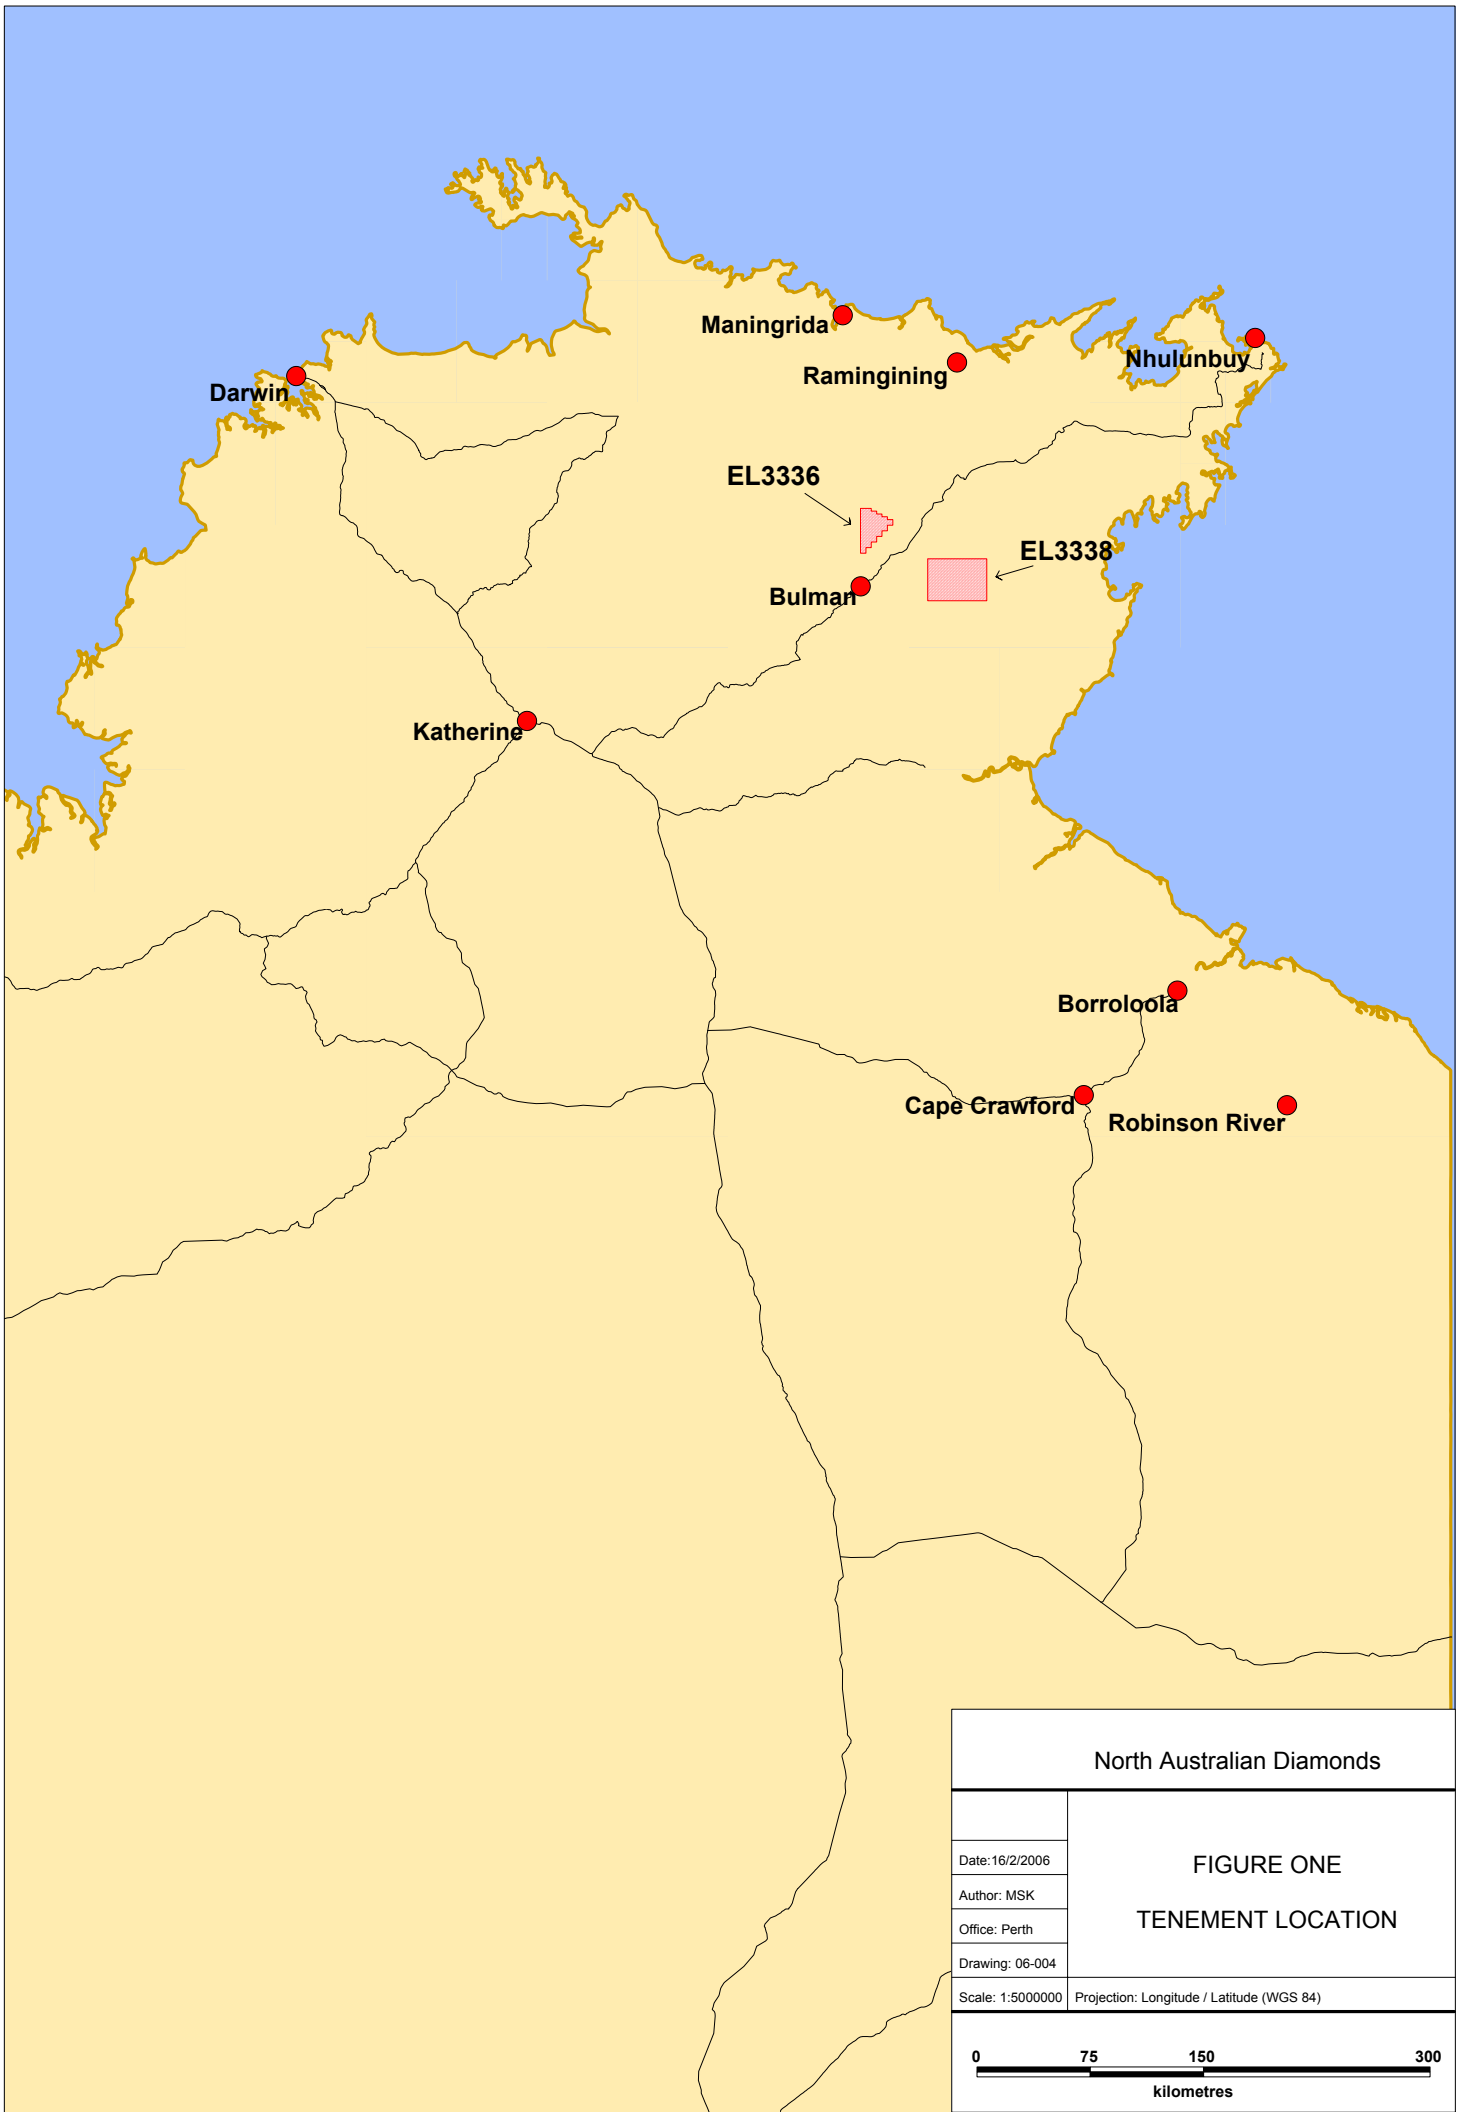 Maningrida
Ramingining
Nhulunbuy
Darwin
EL3336
EL3338
Bulman
Katherine
Borroloola
Cape Crawford
Robinson River
North Australian Diamonds
Date:16/2/2006
Author: MSK
Office: Perth
Drawing: 06-004
Scale: 1:5000000
FIGURE ONE
TENEMENT LOCATION
Projection: Longitude / Latitude (WGS 84)
0 75 150 300
kilometres